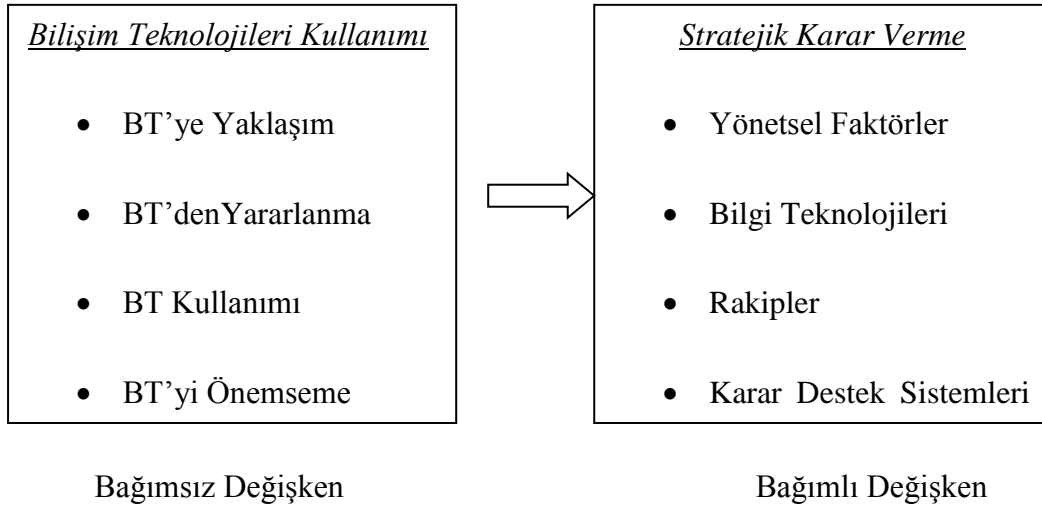 Bilişim Teknolojileri Kullanımı
• BT’ye Yaklaşım
• BT’denYararlanma
• BT Kullanımı
• BT’yi Önemseme
Bağımsız Değişken
Stratejik Karar Verme
• Yönetsel Faktörler
• Bilgi Teknolojileri
• Rakipler
• Karar Destek Sistemleri
Bağımlı Değişken